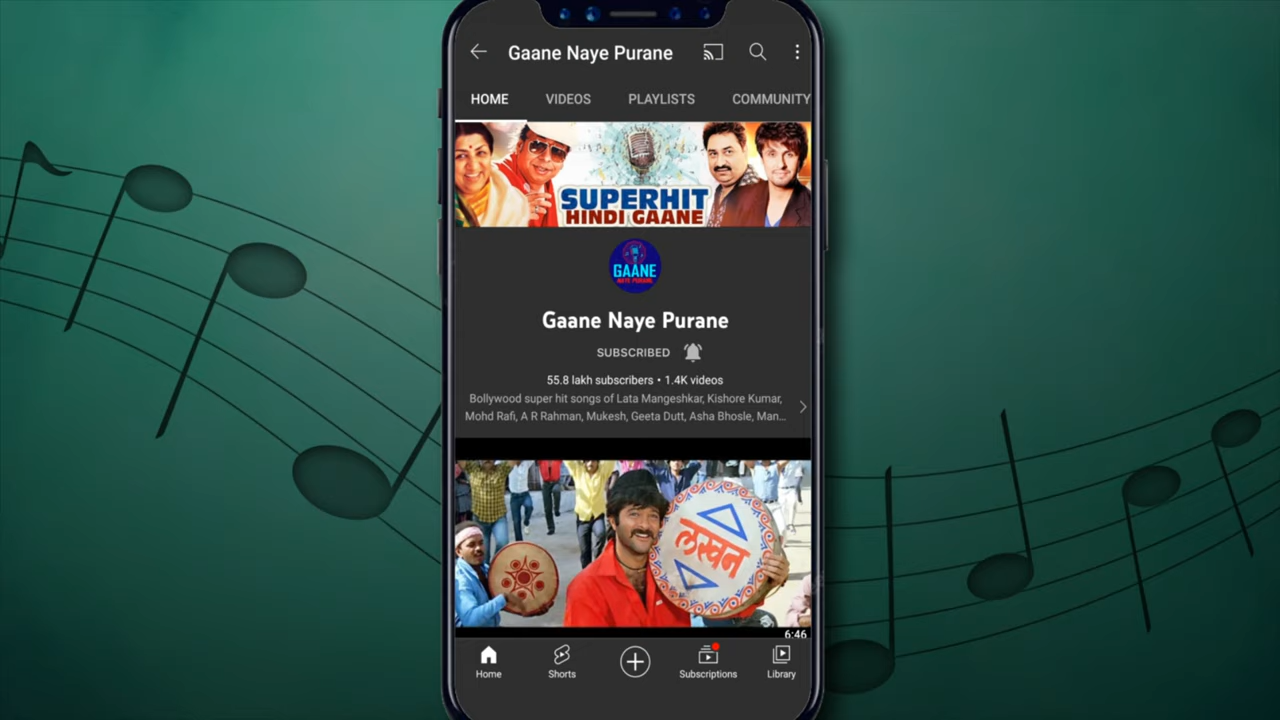 Gaane Naye Purane
HOME VIDEOS PLAYLISTS COMMUNITY
SUPERHIT
HINDI GAANE
GAANE
NAYE PURANE
Gaane Naye Purane
SUBSCRIBED
55.8 lakh subscribers • 1.4K videos
Bollywood super hit songs of Lata Mangeshkar, Kishore Kumar,
Mohd Rafi, A R Rahman, Mukesh, Geeta Dutt, Asha Bhosle, Man...
लखन
6:46
Home Shorts Subscriptions Library